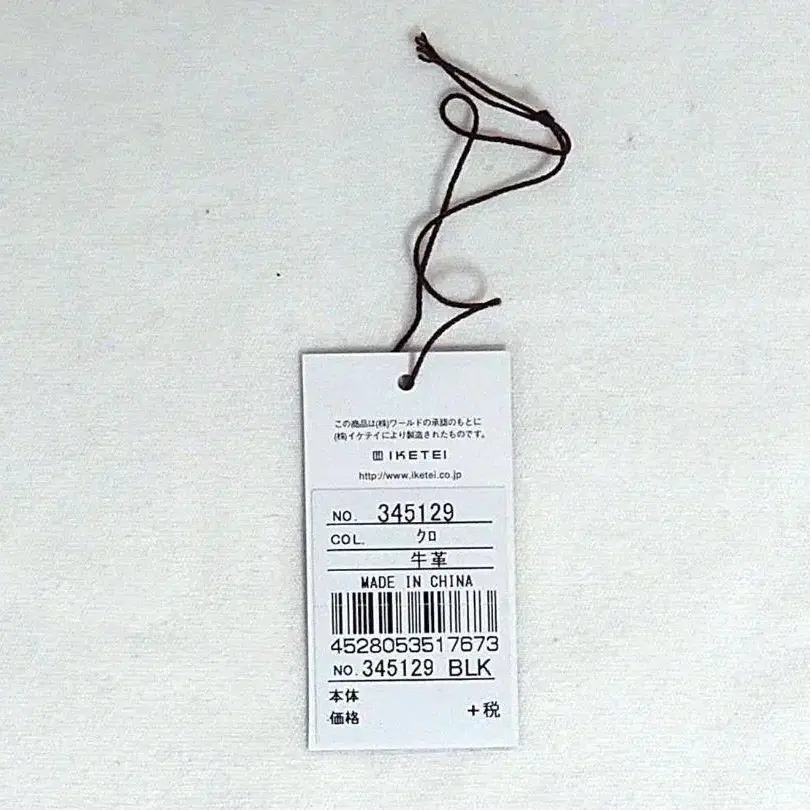 この商品は(株)ワールドの承認のもとに
(株)イケテイにより製造されたものです。
IKETEI
http://www.iketei.co.jp
NO. 345129
COL. クロ
牛革
MADE IN CHINA
4528053517673
NO. 345129 BLK
本体
価格 +税